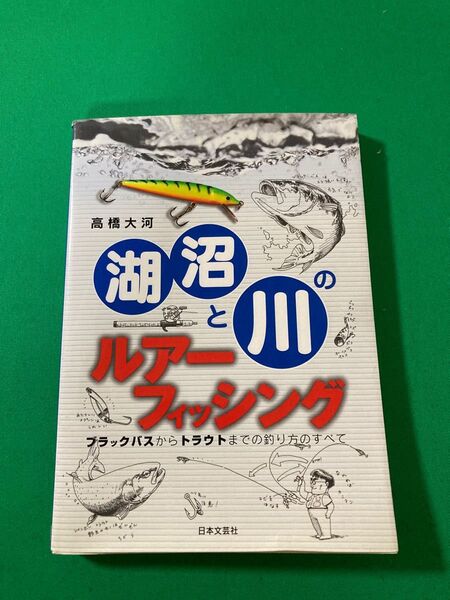 高橋大河
湖沼と川の
ルアー
フィッシング
ブラックバスからトラウトまでの釣り方のすべて
日本文芸社